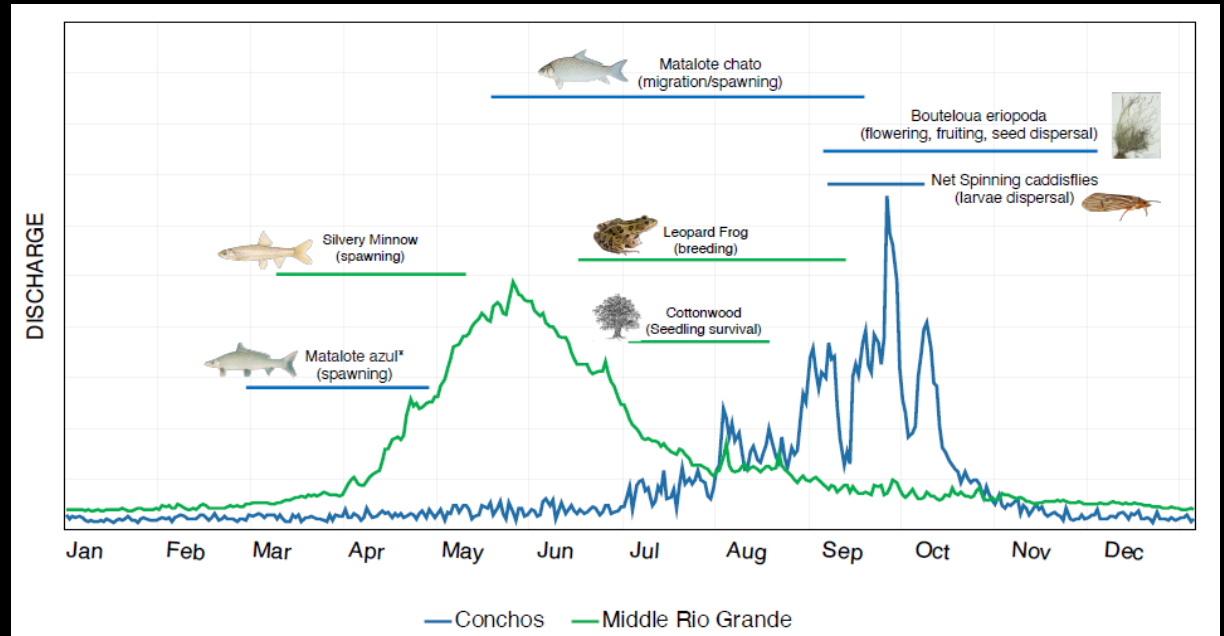 Matalote chato
(migration/spawning)
Bouteloua eriopoda
(flowering, fruiting, seed dispersal)
Net Spinning caddisflies
(larvae dispersal)
Silvery Minnow
(spawning)
Leopard Frog
(breeding)
Cottonwood
(Seedling survival)
Matalote azul*
(spawning)
DISCHARGE
Jan Feb Mar Apr May Jun Jul Aug Sep Oct Nov Dec
Conchos Middle Rio Grande